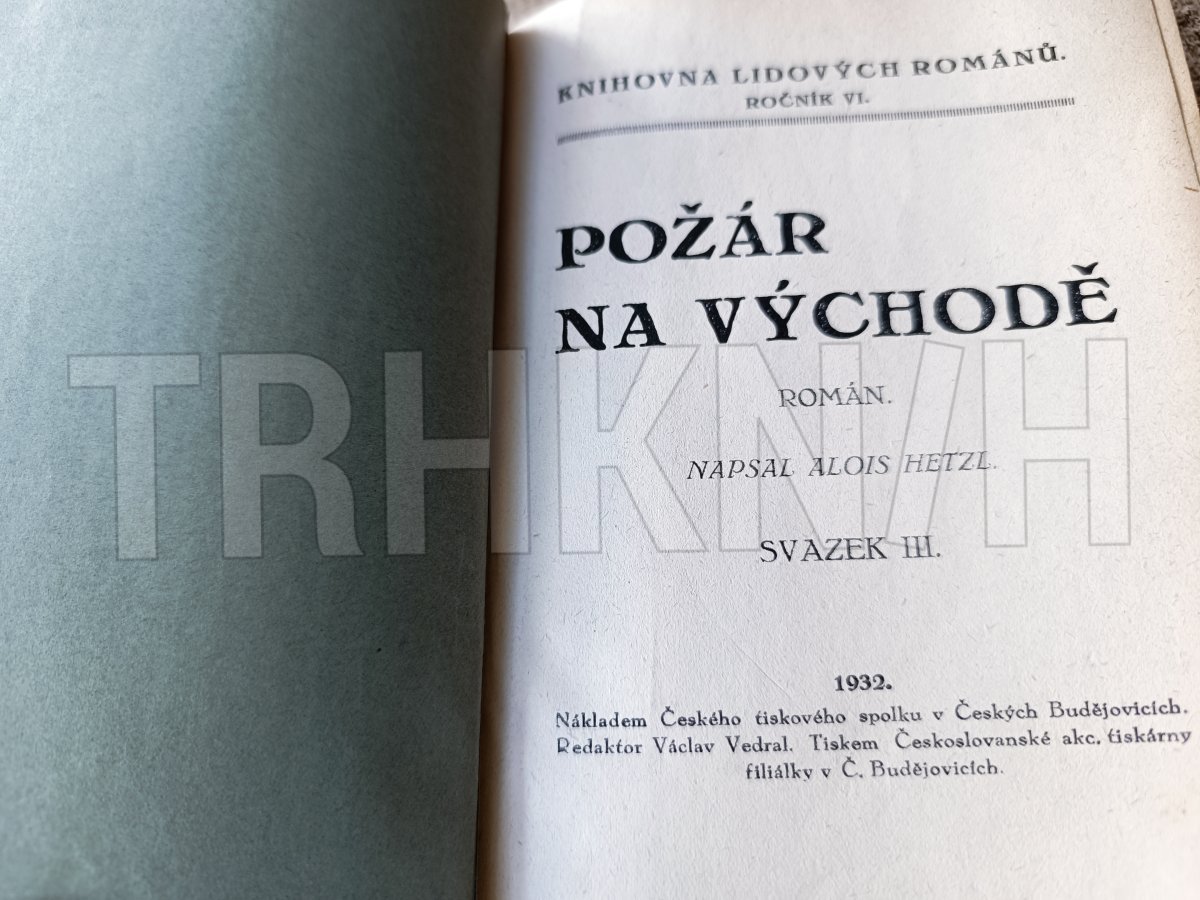 KNIHOVNA LIDOVÝCH ROMÁNŮ.
ROČNÍK VI.
POŽÁR
NA VÝCHODĚ
ROMÁN.
NAPSAL ALOIS HETZL.
SVAZEK III.
1932.
Nákladem Českého tiskového spolku v Českých Budějovicích.
Redaktor Václav Vedral. Tiskem Českoslovanské akc. tiskárny
filiálky v Č. Budějovicích.
TRHKNIH